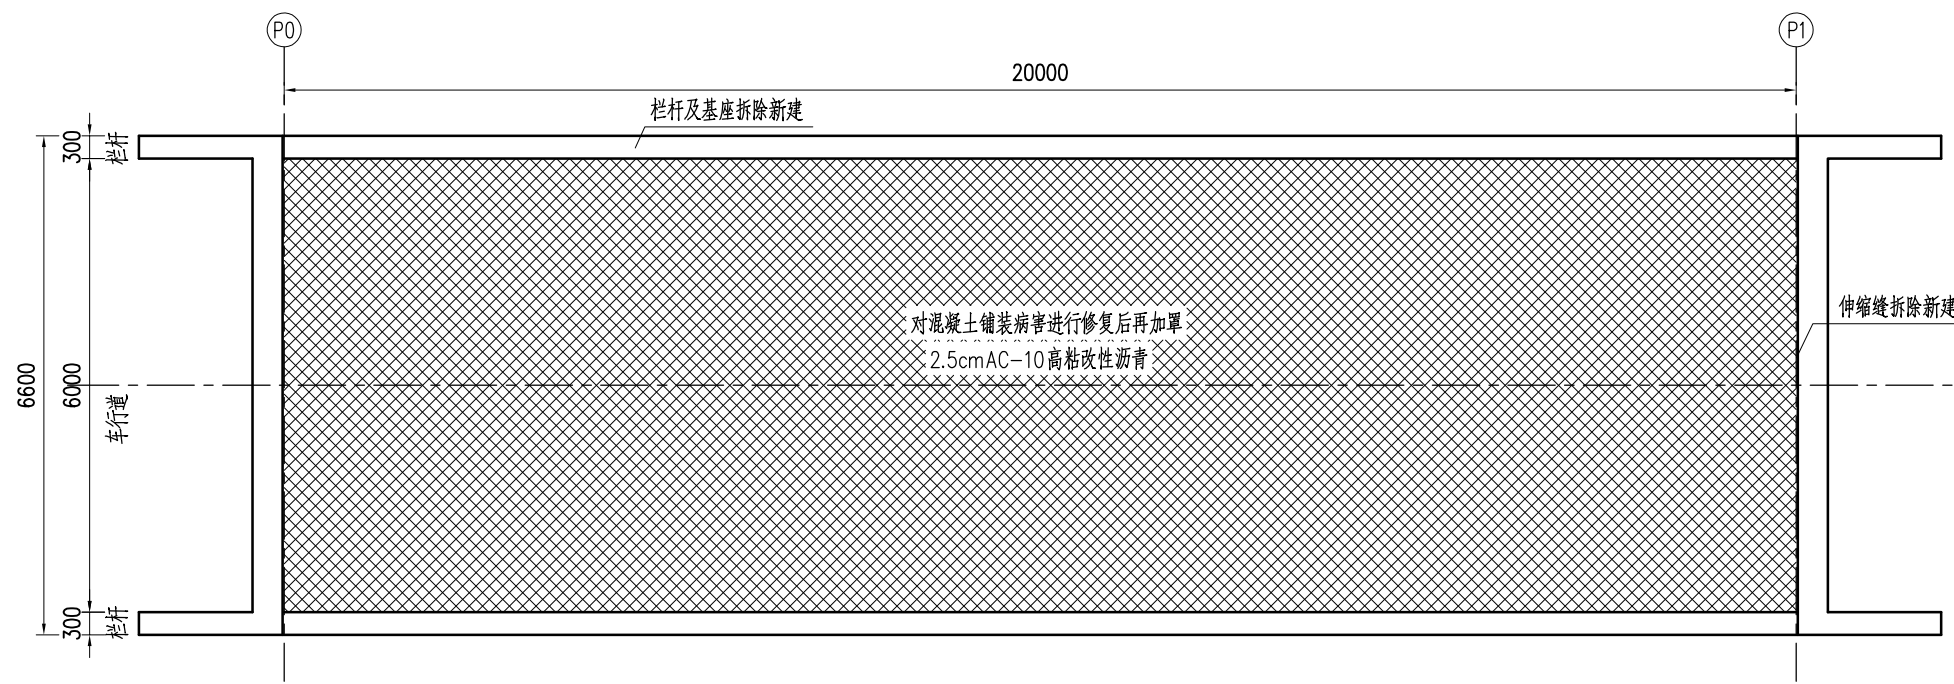 P0
P1
20000
栏杆及基座拆除新建
300
栏杆
对混凝土铺装病害进行修复后再加罩
2.5cmAC-10高粘改性沥青
伸缩缝拆除新建
6600
6000
车行道
300
栏杆